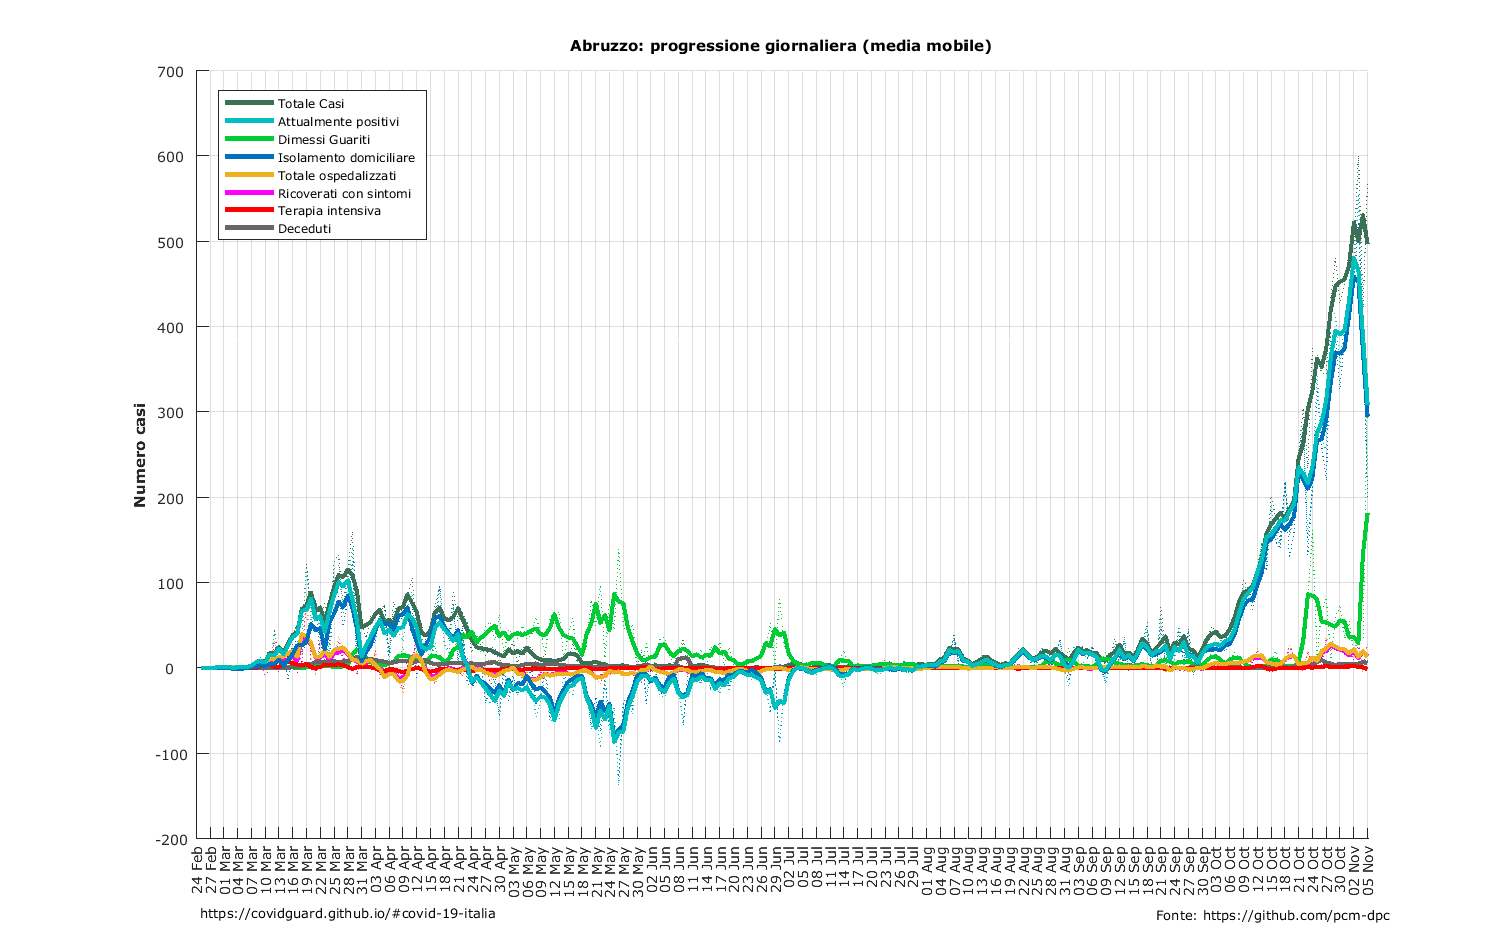 Abruzzo: progressione giornaliera (media mobile)
700
600
500
400
300
200
100
0
-100
-200
Numero casi
Totale Casi
Attualmente positivi
Dimessi Guariti
Isolamento domiciliare
Totale ospedalizzati
Ricoverati con sintomi
Terapia intensiva
Deceduti
24 Feb
27 Feb
01 Mar
04 Mar
07 Mar
10 Mar
13 Mar
16 Mar
19 Mar
22 Mar
25 Mar
28 Mar
31 Mar
03 Apr
06 Apr
09 Apr
12 Apr
15 Apr
18 Apr
21 Apr
24 Apr
27 Apr
30 Apr
03 May
06 May
09 May
12 May
15 May
18 May
21 May
24 May
27 May
30 May
02 Jun
05 Jun
08 Jun
11 Jun
14 Jun
17 Jun
20 Jun
23 Jun
26 Jun
29 Jun
02 Jul
05 Jul
08 Jul
11 Jul
14 Jul
17 Jul
20 Jul
23 Jul
26 Jul
29 Jul
01 Aug
04 Aug
07 Aug
10 Aug
13 Aug
16 Aug
19 Aug
22 Aug
25 Aug
28 Aug
31 Aug
03 Sep
06 Sep
09 Sep
12 Sep
15 Sep
18 Sep
21 Sep
24 Sep
27 Sep
30 Sep
03 Oct
06 Oct
09 Oct
12 Oct
15 Oct
18 Oct
21 Oct
24 Oct
27 Oct
30 Oct
02 Nov
05 Nov
https://covidguard.github.io/#covid-19-italia
Fonte: https://github.com/pcm-dpc